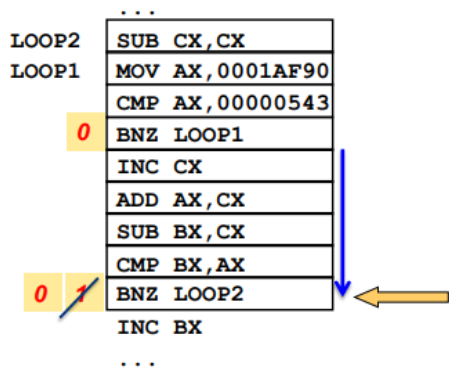 ...
LOOP2 SUB CX,CX
LOOP1 MOV AX,0001AF90
CMP AX,00000543
0 BNZ LOOP1
INC CX
ADD AX,CX
SUB BX,CX
CMP BX,AX
0 1 BNZ LOOP2
INC BX
...